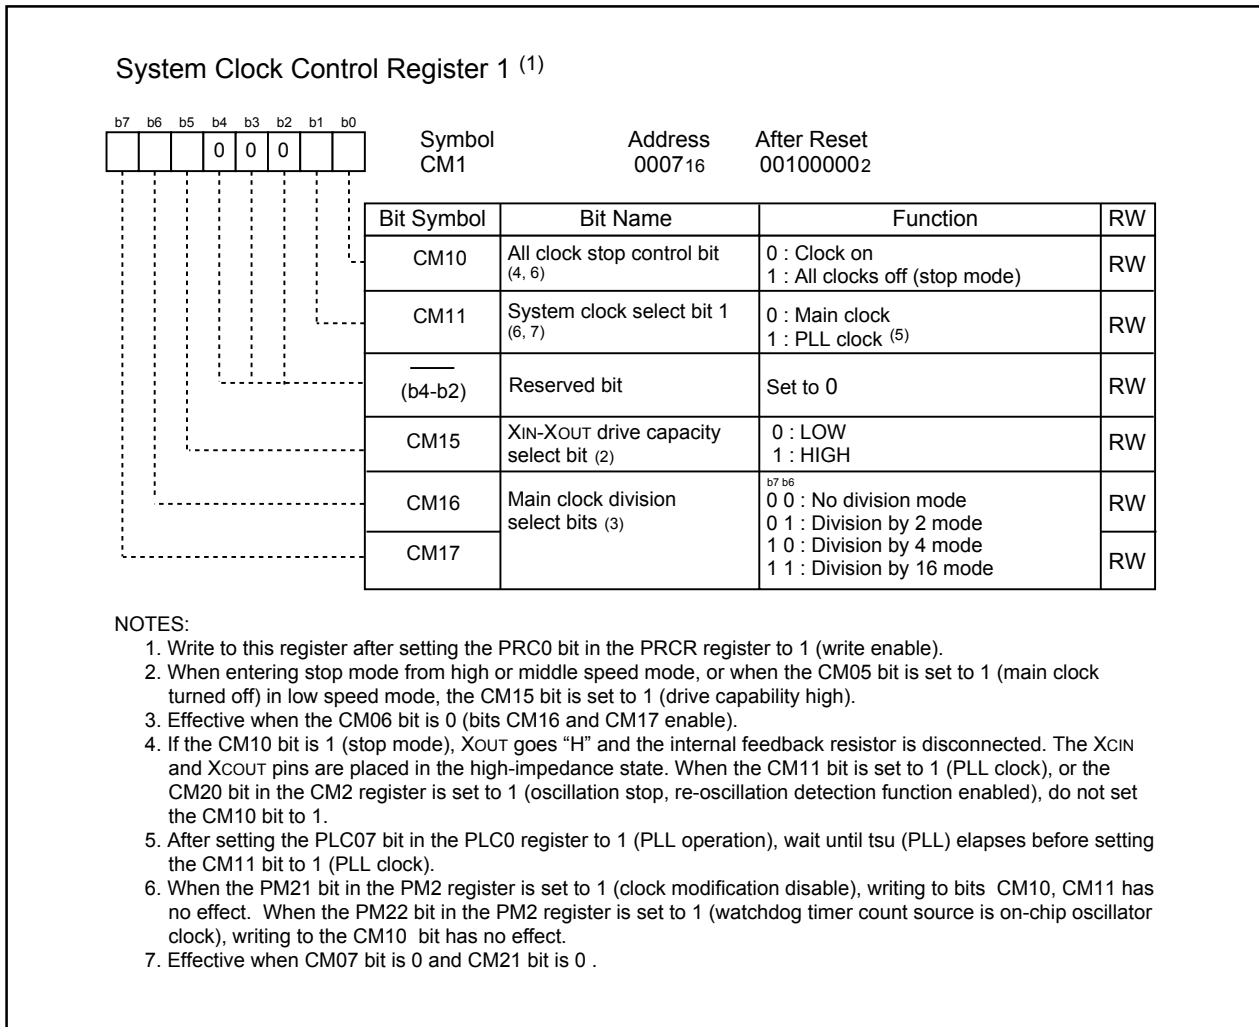 System Clock Control Register 1 (1)
b7 b6 b5 b4 b3 b2 b1 b0
0 0 0
Symbol Address After Reset
CM1 000716 001000002
Bit Symbol Bit Name Function RW
CM10 All clock stop control bit (4, 6) 0 : Clock on RW
1 : All clocks off (stop mode)
CM11 System clock select bit 1 (6, 7) 0 : Main clock RW
1 : PLL clock (5)
(b4-b2) Reserved bit Set to 0 RW
CM15 XIN-XOUT drive capacity 0 : LOW RW
select bit (2) 1 : HIGH
b7 b6
CM16 Main clock division 0 0 : No division mode RW
select bits (3) 0 1 : Division by 2 mode
CM17 1 0 : Division by 4 mode RW
1 1 : Division by 16 mode
NOTES:
1. Write to this register after setting the PRC0 bit in the PRCR register to 1 (write enable).
2. When entering stop mode from high or middle speed mode, or when the CM05 bit is set to 1 (main clock
turned off) in low speed mode, the CM15 bit is set to 1 (drive capability high).
3. Effective when the CM06 bit is 0 (bits CM16 and CM17 enable).
4. If the CM10 bit is 1 (stop mode), XOUT goes “H” and the internal feedback resistor is disconnected. The XCIN
and XCOUT pins are placed in the high-impedance state. When the CM11 bit is set to 1 (PLL clock), or the
CM20 bit in the CM2 register is set to 1 (oscillation stop, re-oscillation detection function enabled), do not set
the CM10 bit to 1.
5. After setting the PLC07 bit in the PLC0 register to 1 (PLL operation), wait until tsu (PLL) elapses before setting
the CM11 bit to 1 (PLL clock).
6. When the PM21 bit in the PM2 register is set to 1 (clock modification disable), writing to bits CM10, CM11 has
no effect. When the PM22 bit in the PM2 register is set to 1 (watchdog timer count source is on-chip oscillator
clock), writing to the CM10 bit has no effect.
7. Effective when CM07 bit is 0 and CM21 bit is 0 .